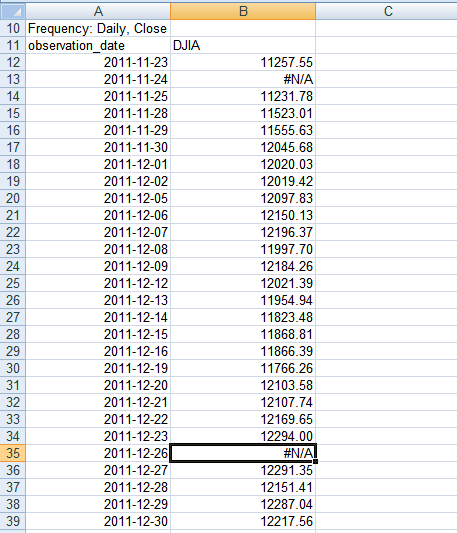 A B C
10 Frequency: Daily, Close
11 observation_date DJIA
12 2011-11-23 11257.55
13 2011-11-24 #N/A
14 2011-11-25 11231.78
15 2011-11-28 11523.01
16 2011-11-29 11555.63
17 2011-11-30 12045.68
18 2011-12-01 12020.03
19 2011-12-02 12019.42
20 2011-12-05 12097.83
21 2011-12-06 12150.13
22 2011-12-07 12196.37
23 2011-12-08 11997.70
24 2011-12-09 12184.26
25 2011-12-12 12021.39
26 2011-12-13 11954.94
27 2011-12-14 11823.48
28 2011-12-15 11868.81
29 2011-12-16 11866.39
30 2011-12-19 11766.26
31 2011-12-20 12103.58
32 2011-12-21 12107.74
33 2011-12-22 12169.65
34 2011-12-23 12294.00
35 2011-12-26 #N/A
36 2011-12-27 12291.35
37 2011-12-28 12151.41
38 2011-12-29 12287.04
39 2011-12-30 12217.56